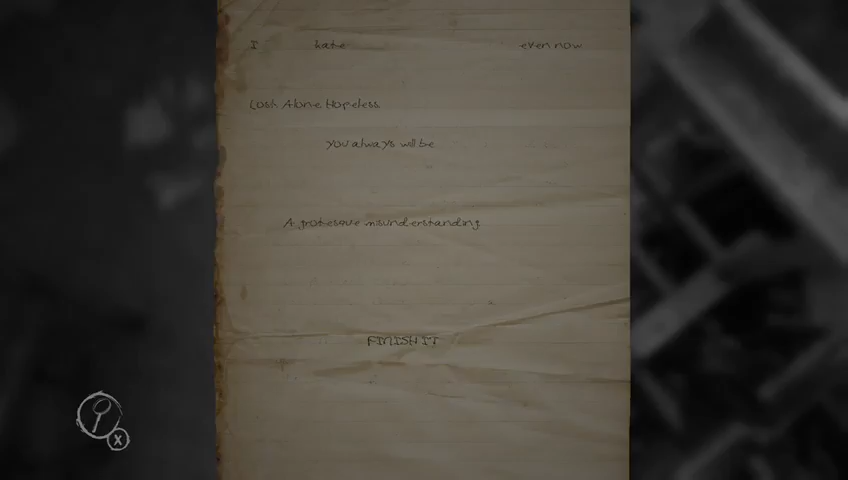 I hate even now
Lost. Alone. Hopeless.
you always will be
A grotesque misunderstanding.
FINISH IT
X